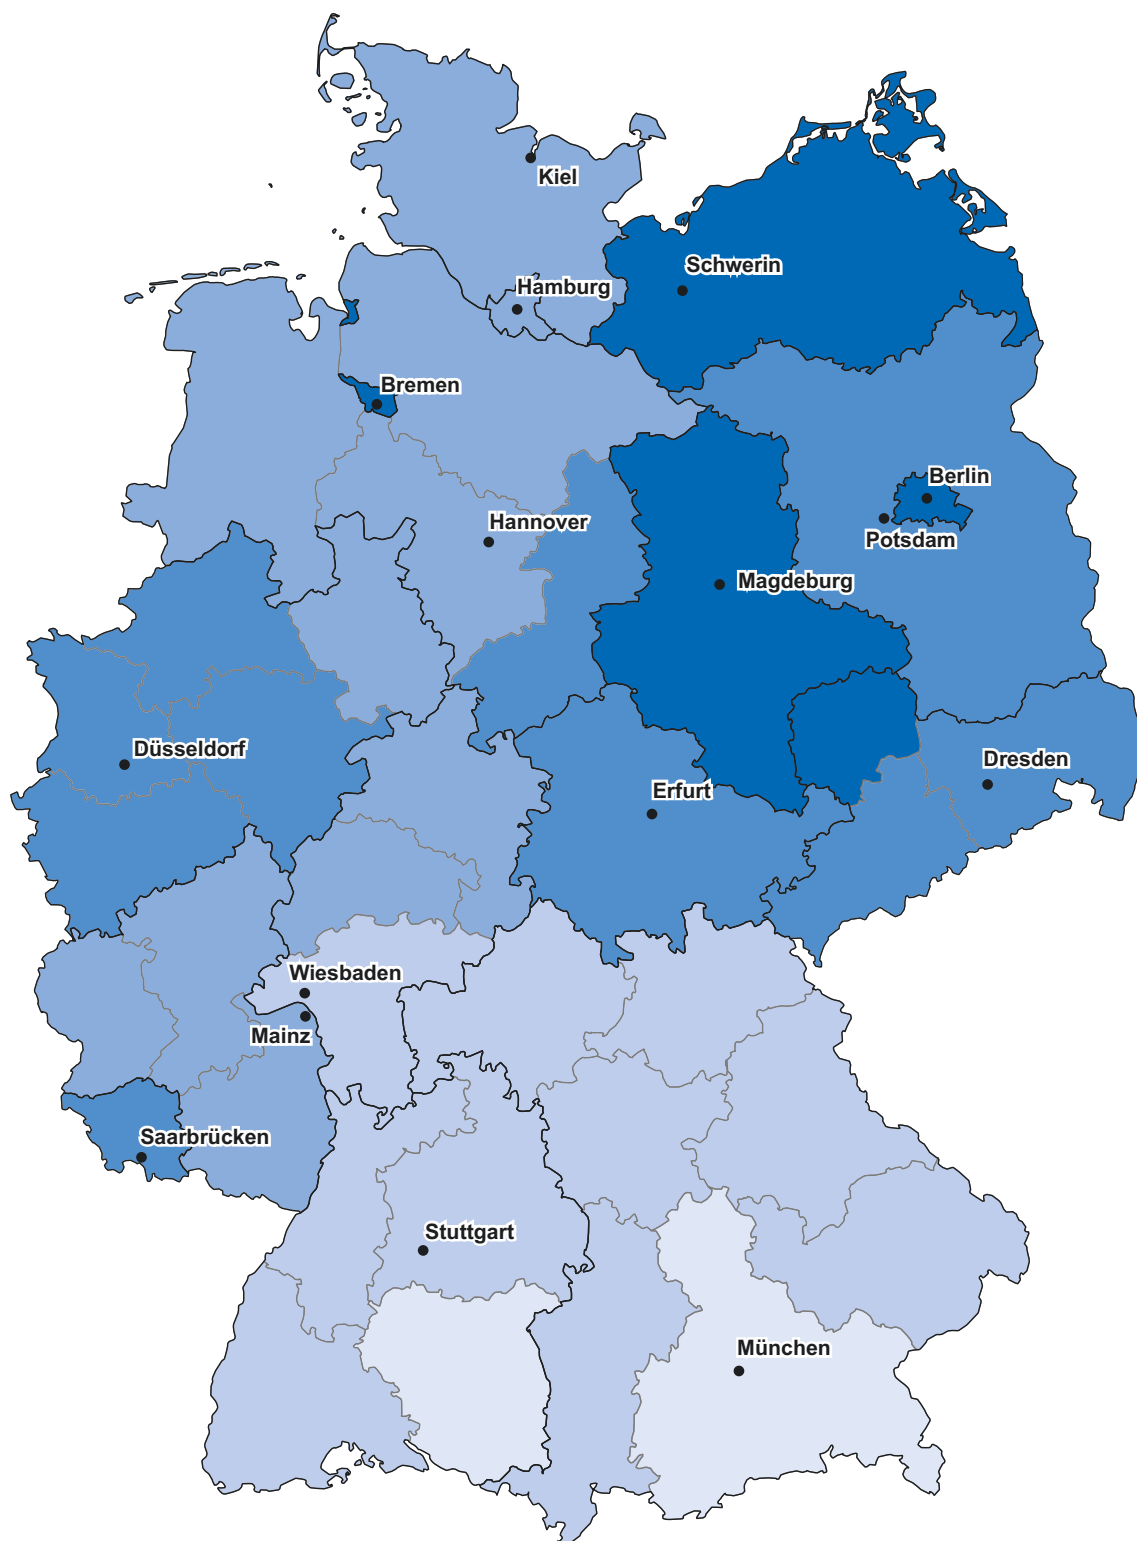 Kiel
Schwerin
Hamburg
Bremen
Berlin
Hannover
Potsdam
Magdeburg
Düsseldorf
Dresden
Erfurt
Wiesbaden
Mainz
Saarbrücken
Stuttgart
München